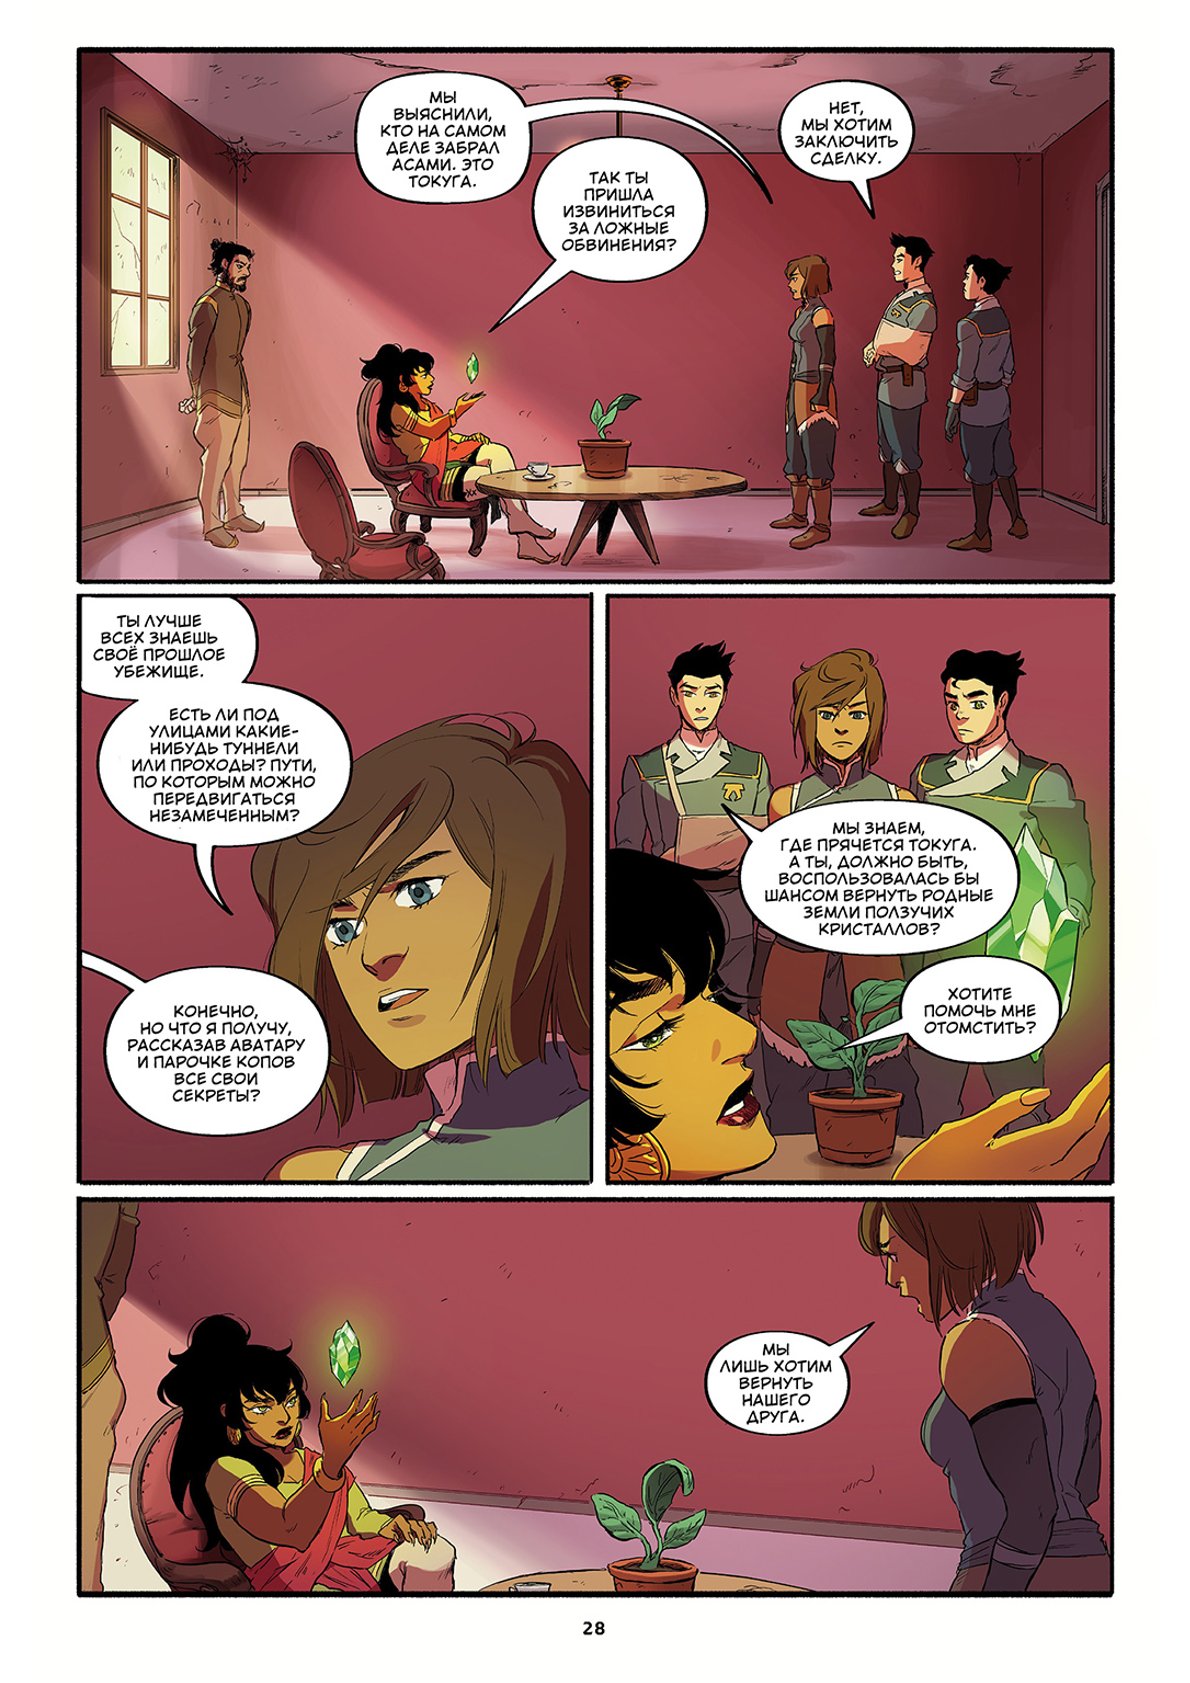 МЫ
ВЫЯСНИЛИ,
КТО НА САМОМ
ДЕЛЕ ЗАБРАЛ
АСАМИ. ЭТО
ТОКУГА.
ТАК ТЫ
ПРИШЛА
ИЗВИНИТЬСЯ
ЗА ЛОЖНЫЕ
ОБВИНЕНИЯ?
НЕТ,
МЫ ХОТИМ
ЗАКЛЮЧИТЬ
СДЕЛКУ.
ТЫ ЛУЧШЕ
ВСЕХ ЗНАЕШЬ
СВОЁ ПРОШЛОЕ
УБЕЖИЩЕ.
ЕСТЬ ЛИ ПОД
УЛИЦАМИ КАКИЕ-
НИБУДЬ ТУННЕЛИ
ИЛИ ПРОХОДЫ? ПУТИ,
ПО КОТОРЫМ МОЖНО
ПЕРЕДВИГАТЬСЯ
НЕЗАМЕЧЕННЫМ?
КОНЕЧНО,
НО ЧТО Я ПОЛУЧУ,
РАССКАЗАВ АВАТАРУ
И ПАРОЧКЕ КОПОВ
ВСЕ СВОИ
СЕКРЕТЫ?
МЫ ЗНАЕМ,
ГДЕ ПРЯЧЕТСЯ ТОКУГА.
А ТЫ, ДОЛЖНО БЫТЬ,
ВОСПОЛЬЗОВАЛАСЬ БЫ
ШАНСОМ ВЕРНУТЬ РОДНЫЕ
ЗЕМЛИ ПОЛЗУЧИХ
КРИСТАЛЛОВ?
ХОТИТЕ
ПОМОЧЬ МНЕ
ОТОМСТИТЬ?
МЫ
ЛИШЬ ХОТИМ
ВЕРНУТЬ
НАШЕГО
ДРУГА.
28